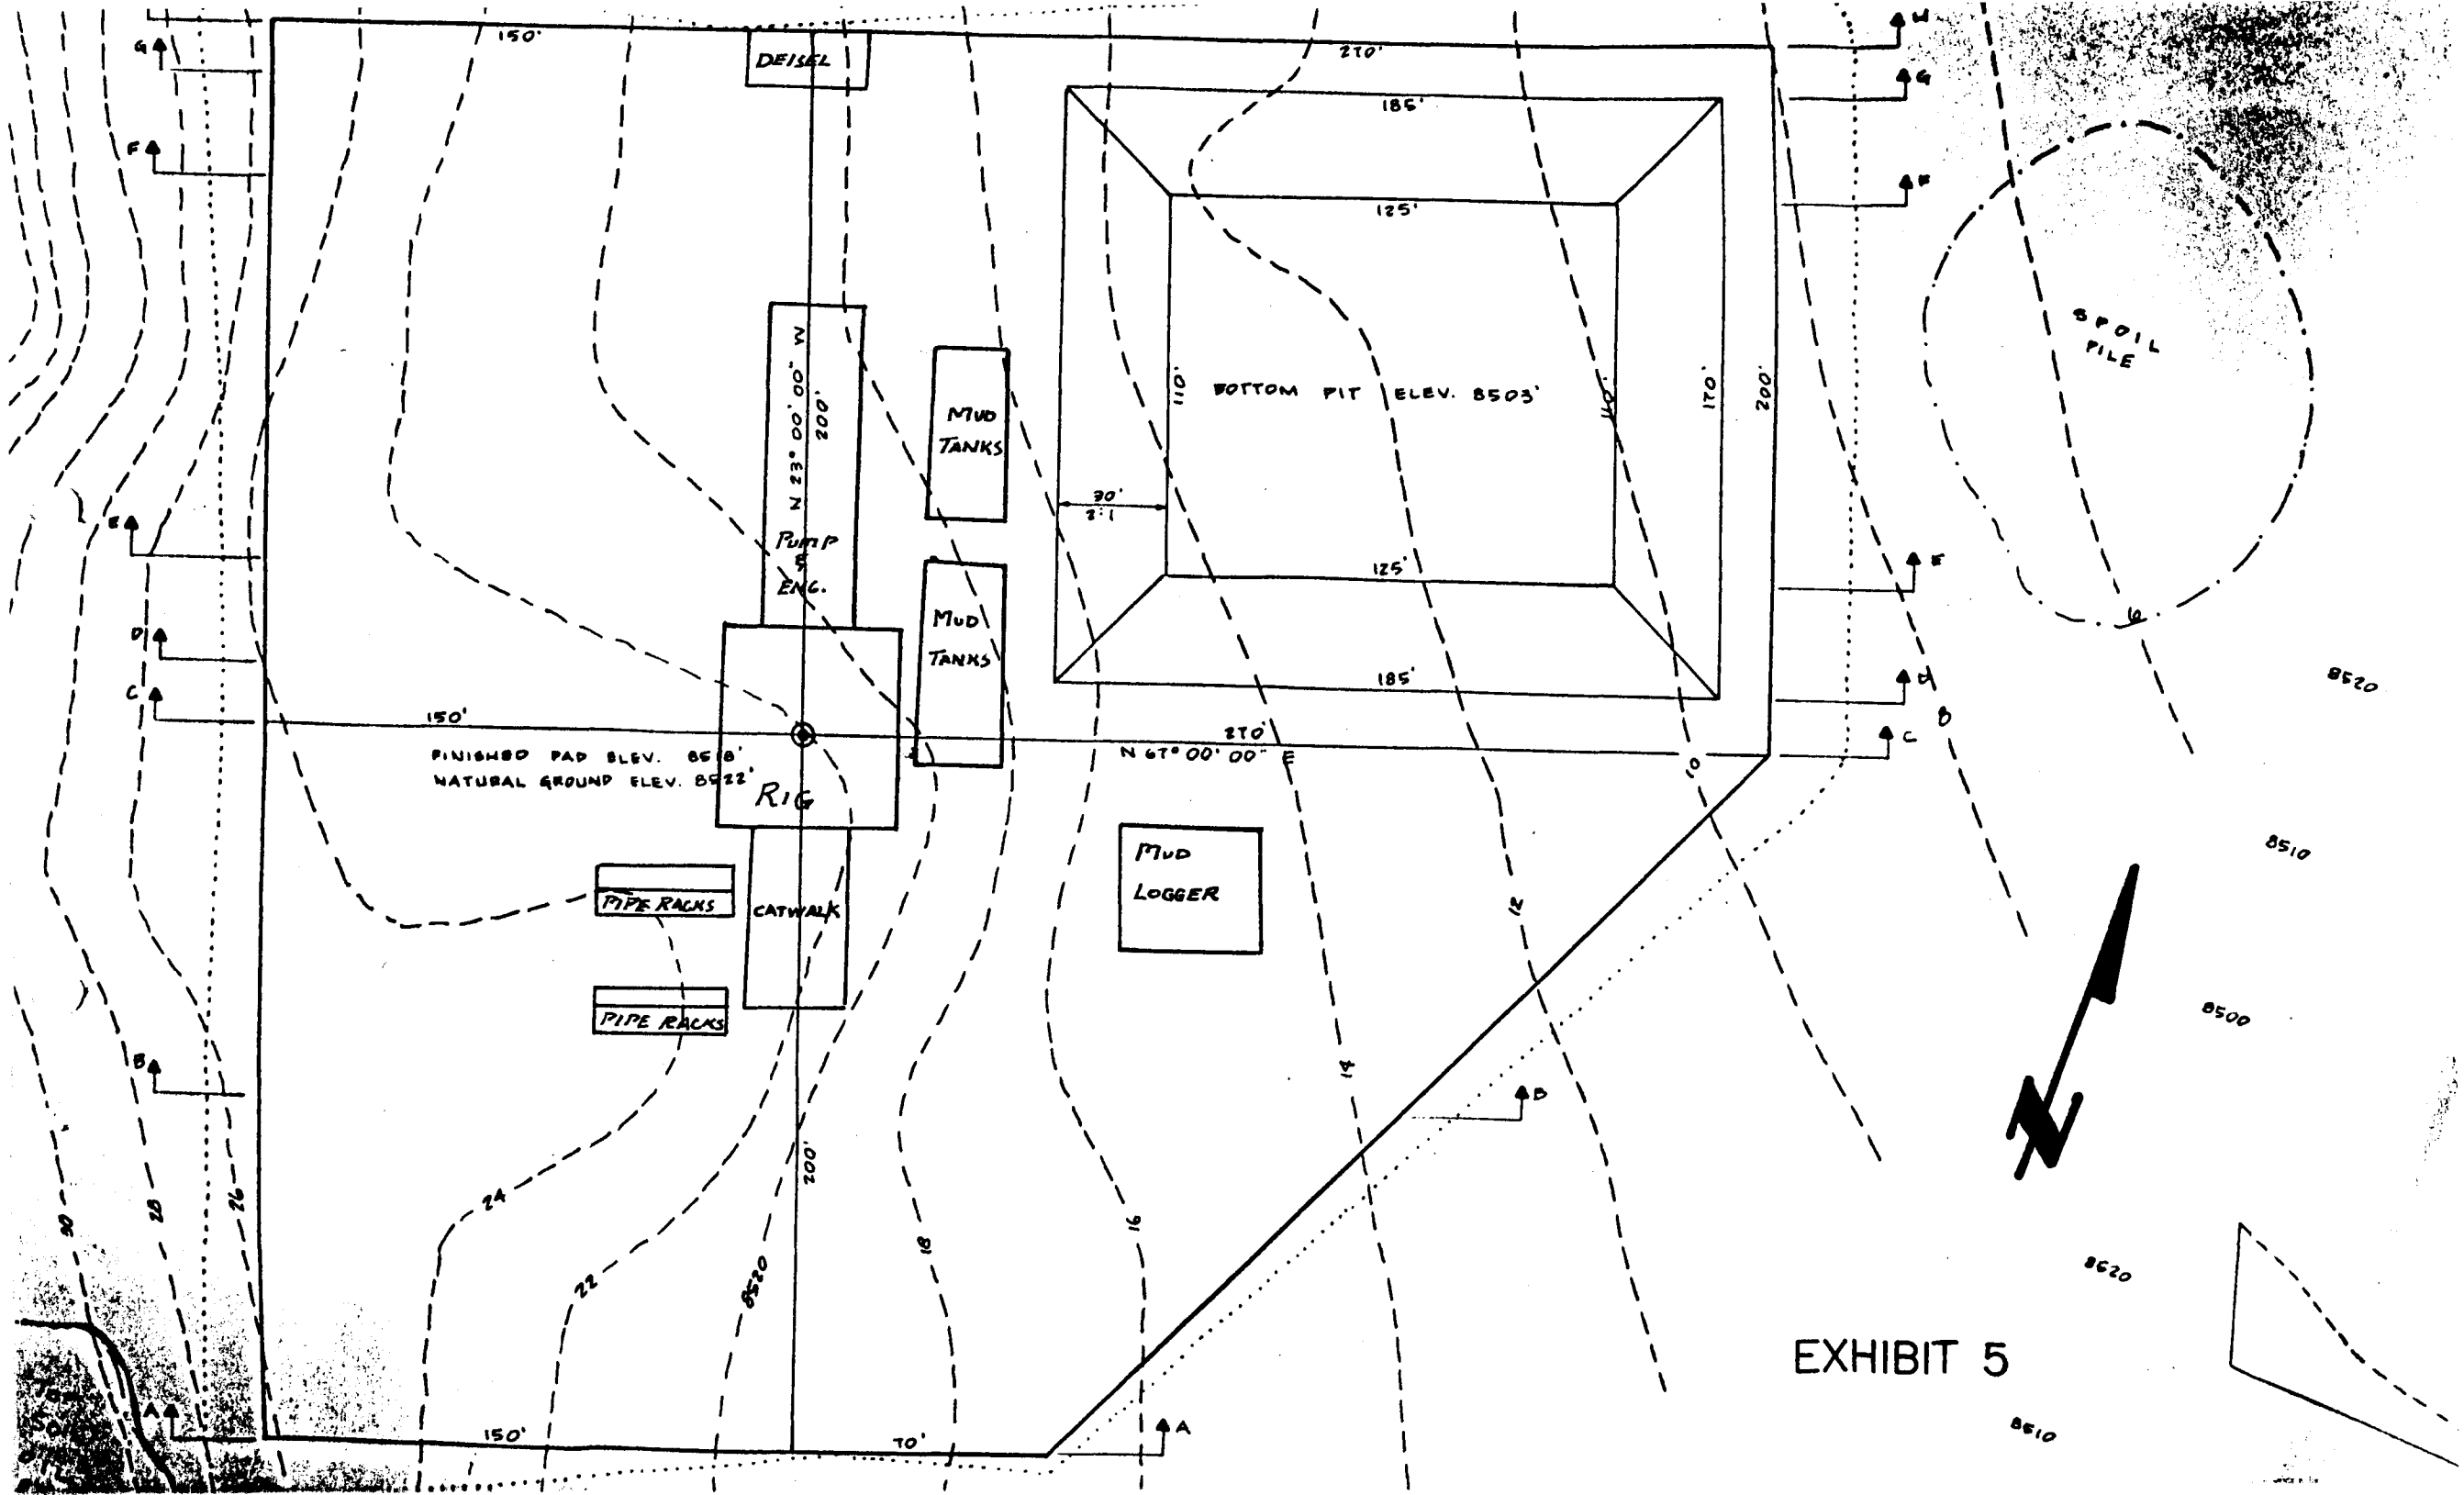 H
G
150'
DEISEL
270'
G
185'
F
F
125'
SPOIL
PILE
N 23° 00' 00" W
200'
MUD
TANKS
110'
BOTTOM PIT ELEV. 8503'
110'
170'
200'
30'
2:1
E
PUMP
&
ENG.
125'
E
MUD
TANKS
6
D
185'
D
8520
C
150'
270'
8
C
N 67° 00' 00" E
FINISHED PAD ELEV. 8518'
NATURAL GROUND ELEV. 8522'
10
RIG
MUD
LOGGER
8510
PIPE RACKS
CATWALK
12
PIPE RACKS
8500
N
B
14
B
200'
24
30
28
26
16
18
22
8520
8520
EXHIBIT 5
A
150'
70'
A
8510